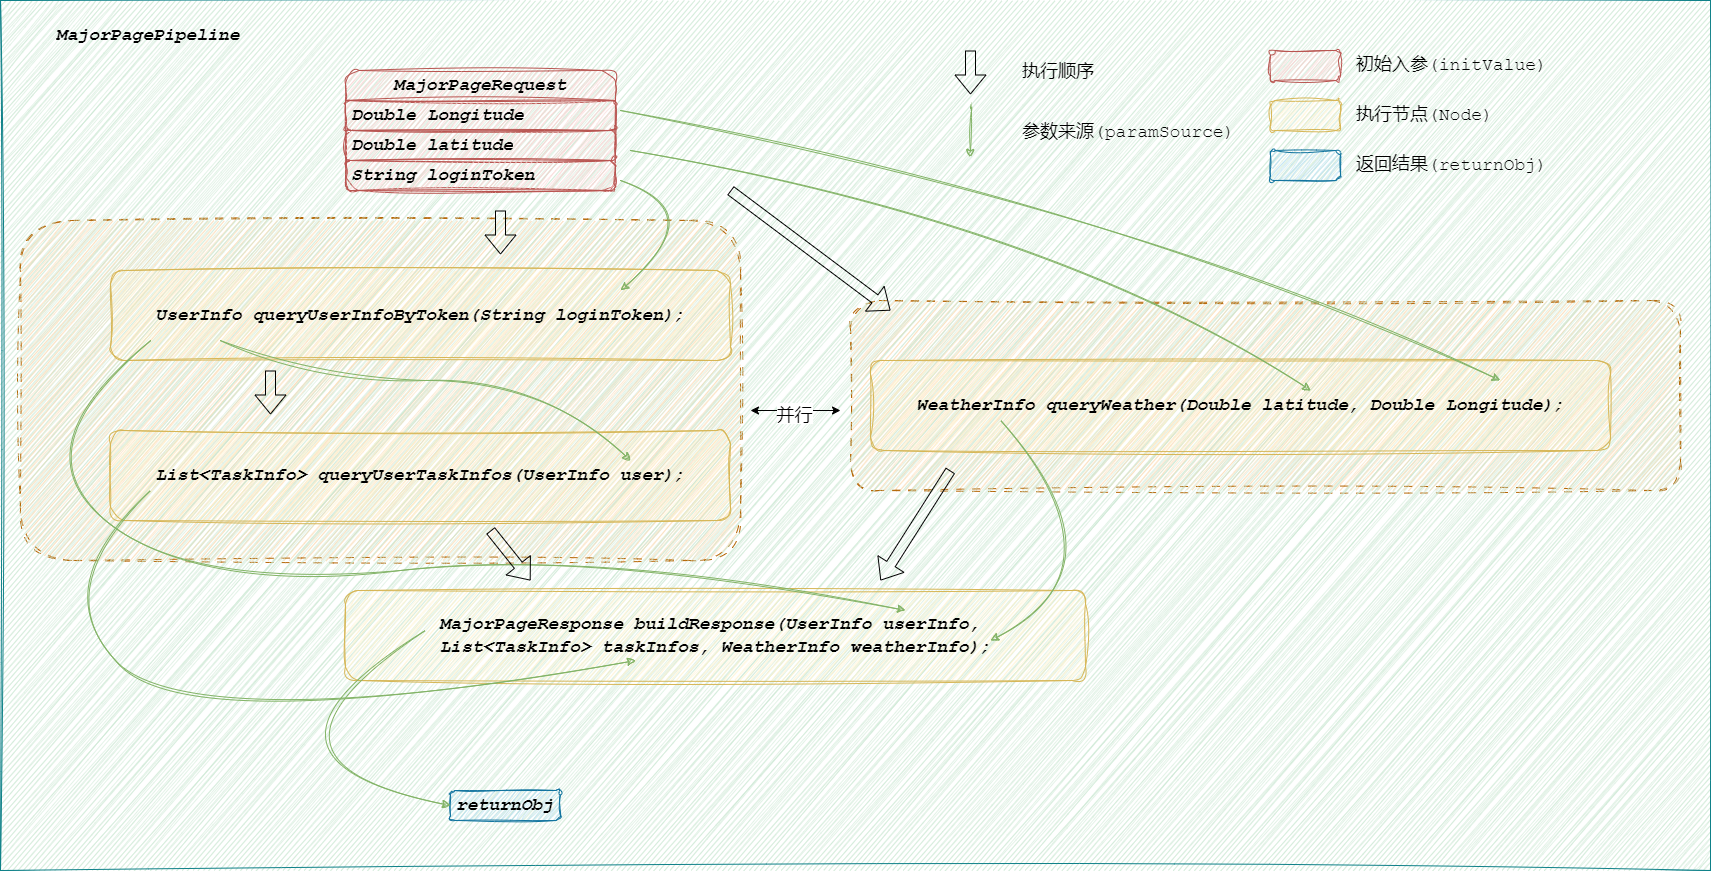 MajorPagePipeline
MajorPageRequest
Double Longitude
Double latitude
String loginToken
执行顺序
参数来源(paramSource)
初始入参(initValue)
执行节点(Node)
返回结果(returnObj)
UserInfo queryUserInfoByToken(String loginToken);
List<TaskInfo> queryUserTaskInfos(UserInfo user);
并行
WeatherInfo queryWeather(Double latitude, Double Longitude);
MajorPageResponse buildResponse(UserInfo userInfo,
List<TaskInfo> taskInfos, WeatherInfo weatherInfo);
returnObj